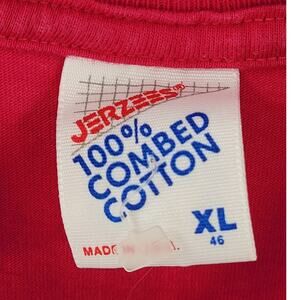 JERZEES
100%
COMBED
COTTON
XL
46
MADE IN